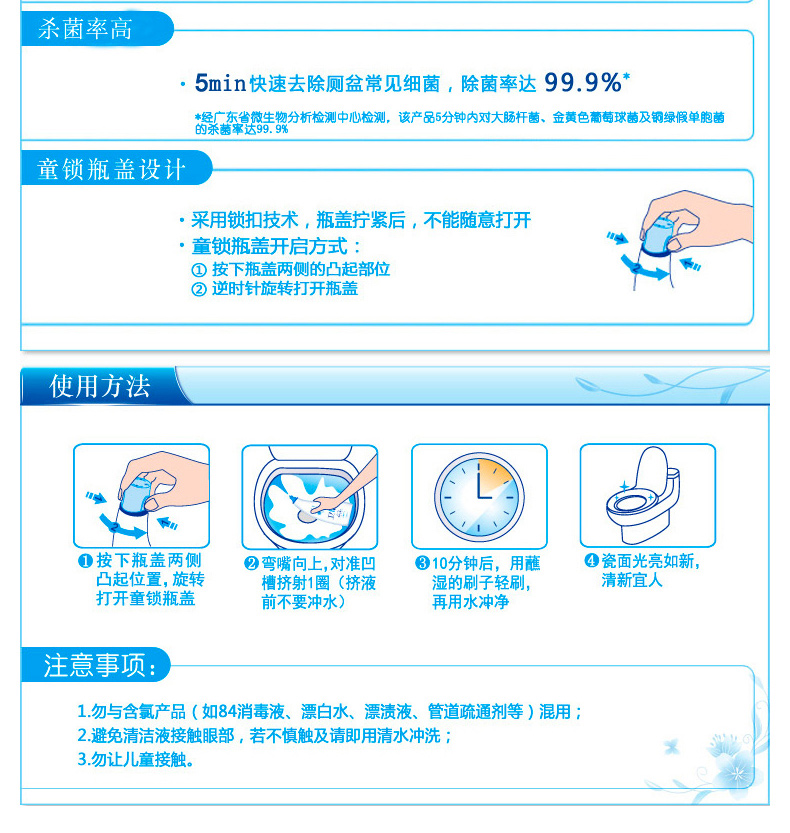 杀菌率高
· 5min快速去除厕盆常见细菌，除菌率达 99.9%*
*经广东省微生物分析检测中心检测，该产品5分钟内对大肠杆菌、金黄色葡萄球菌及铜绿假单胞菌
的杀菌率达99.9%
童锁瓶盖设计
· 采用锁扣技术，瓶盖拧紧后，不能随意打开
· 童锁瓶盖开启方式：
① 按下瓶盖两侧的凸起部位
② 逆时针旋转打开瓶盖
1
2
1
使用方法
1
2
1
❶按下瓶盖两侧
凸起位置，旋转
打开童锁瓶盖
❷弯嘴向上，对准凹
槽挤射1圈（挤液
前不要冲水）
❸10分钟后，用蘸
湿的刷子轻刷，
再用水冲净
❹瓷面光亮如新，
清新宜人
注意事项：
1.勿与含氯产品（如84消毒液、漂白水、漂渍液、管道疏通剂等）混用；
2.避免清洁液接触眼部，若不慎触及请即用清水冲洗；
3.勿让儿童接触。